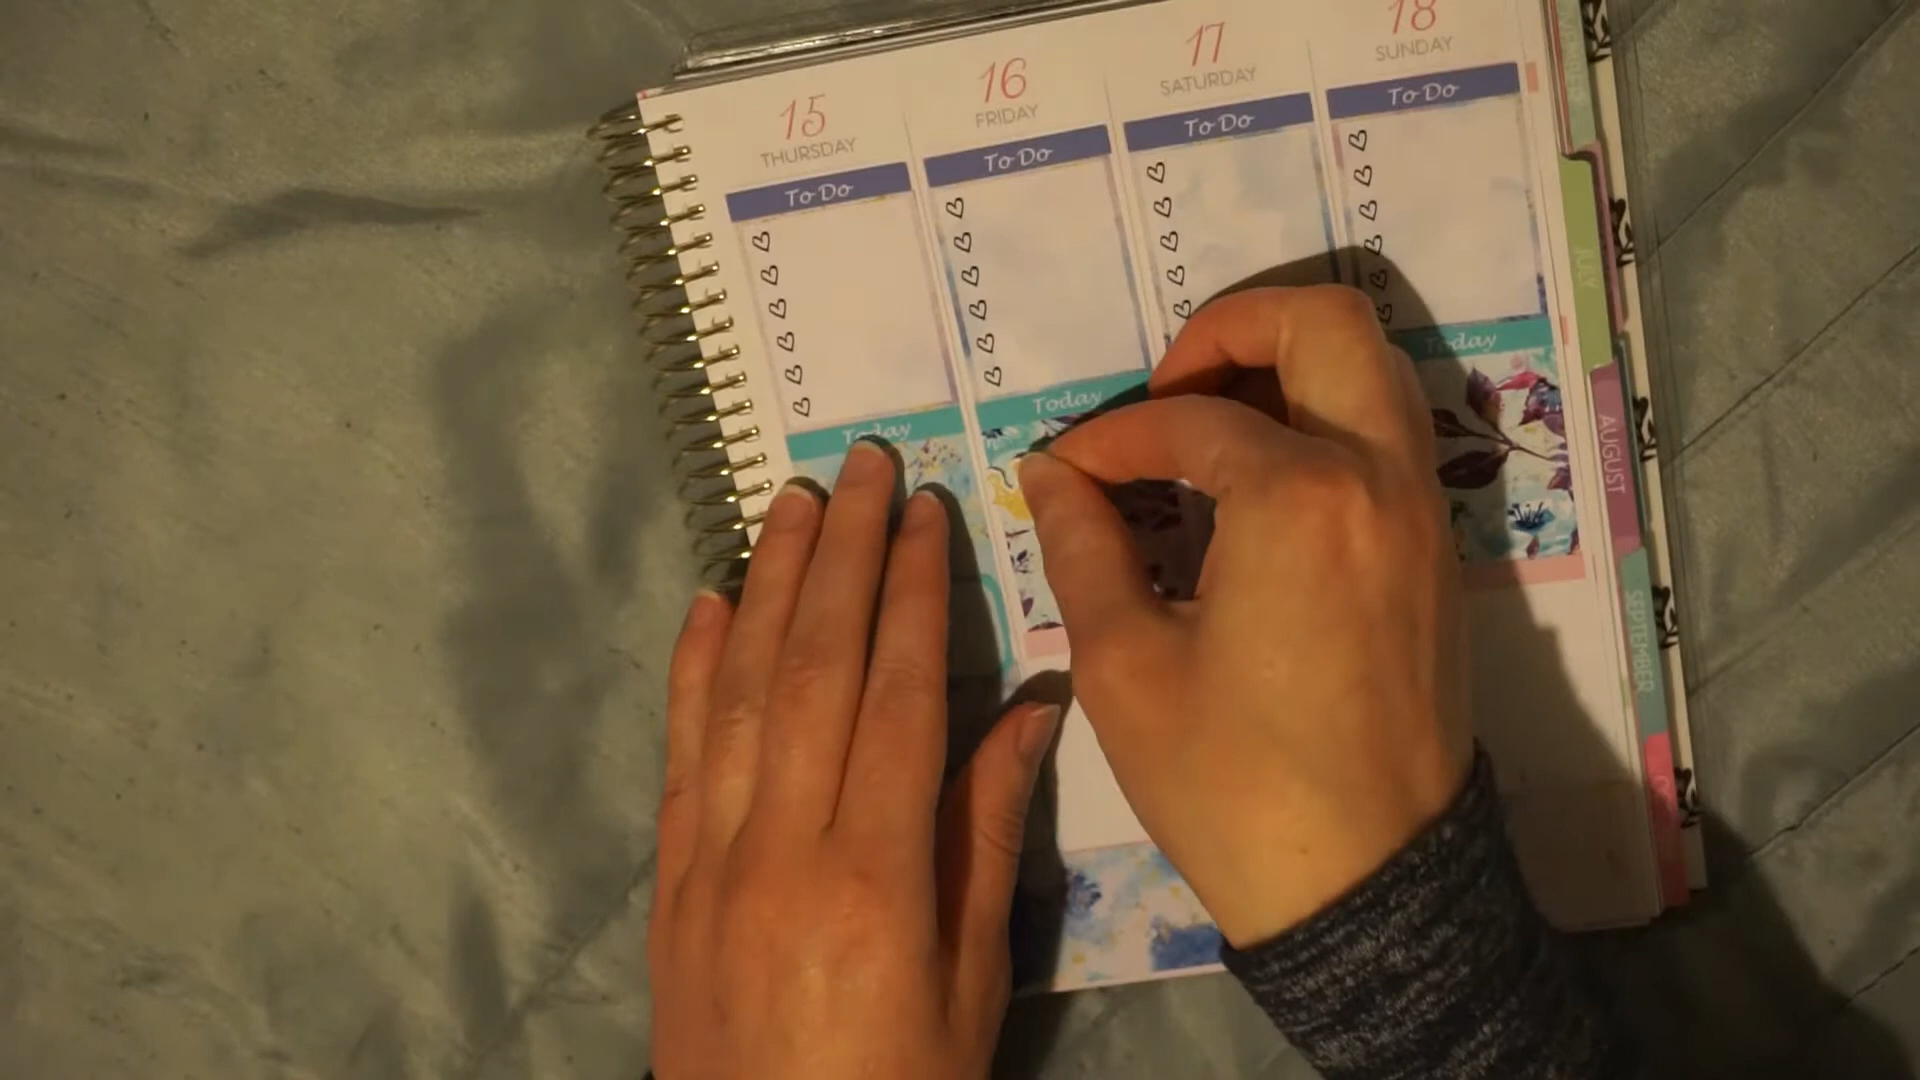 15
THURSDAY
To Do
Today
16
FRIDAY
To Do
Today
17
SATURDAY
To Do
18
SUNDAY
To Do
Today
JULY
AUGUST
SEPTEMBER